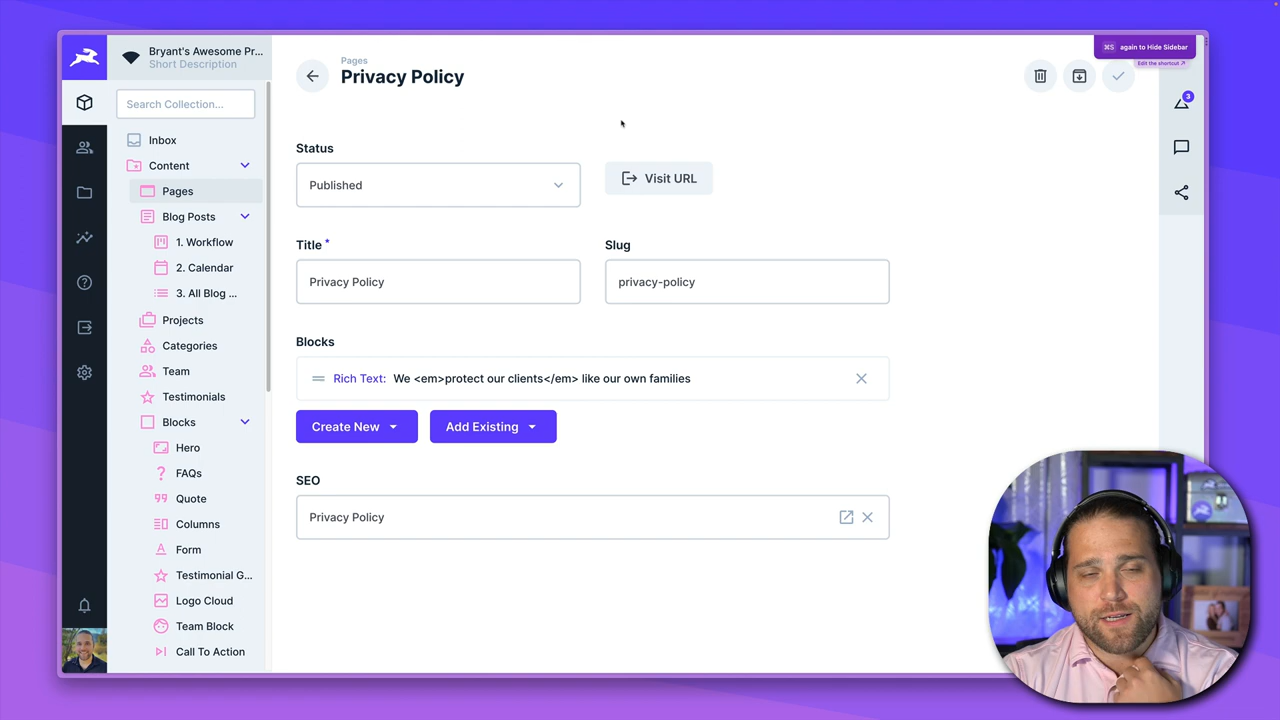 Bryant's Awesome Pr...
Short Description
Search Collection...
Inbox
Content
Pages
Blog Posts
1. Workflow
2. Calendar
3. All Blog ...
Projects
Categories
Team
Testimonials
Blocks
Hero
FAQs
Quote
Columns
Form
Testimonial G...
Logo Cloud
Team Block
Call To Action
Pages
Privacy Policy
⌘S again to Hide Sidebar
Edit the shortcut ↗
3
Status
Published
Visit URL
Title *
Slug
Privacy Policy
privacy-policy
Blocks
Rich Text: We <em>protect our clients</em> like our own families
Create New
Add Existing
SEO
Privacy Policy